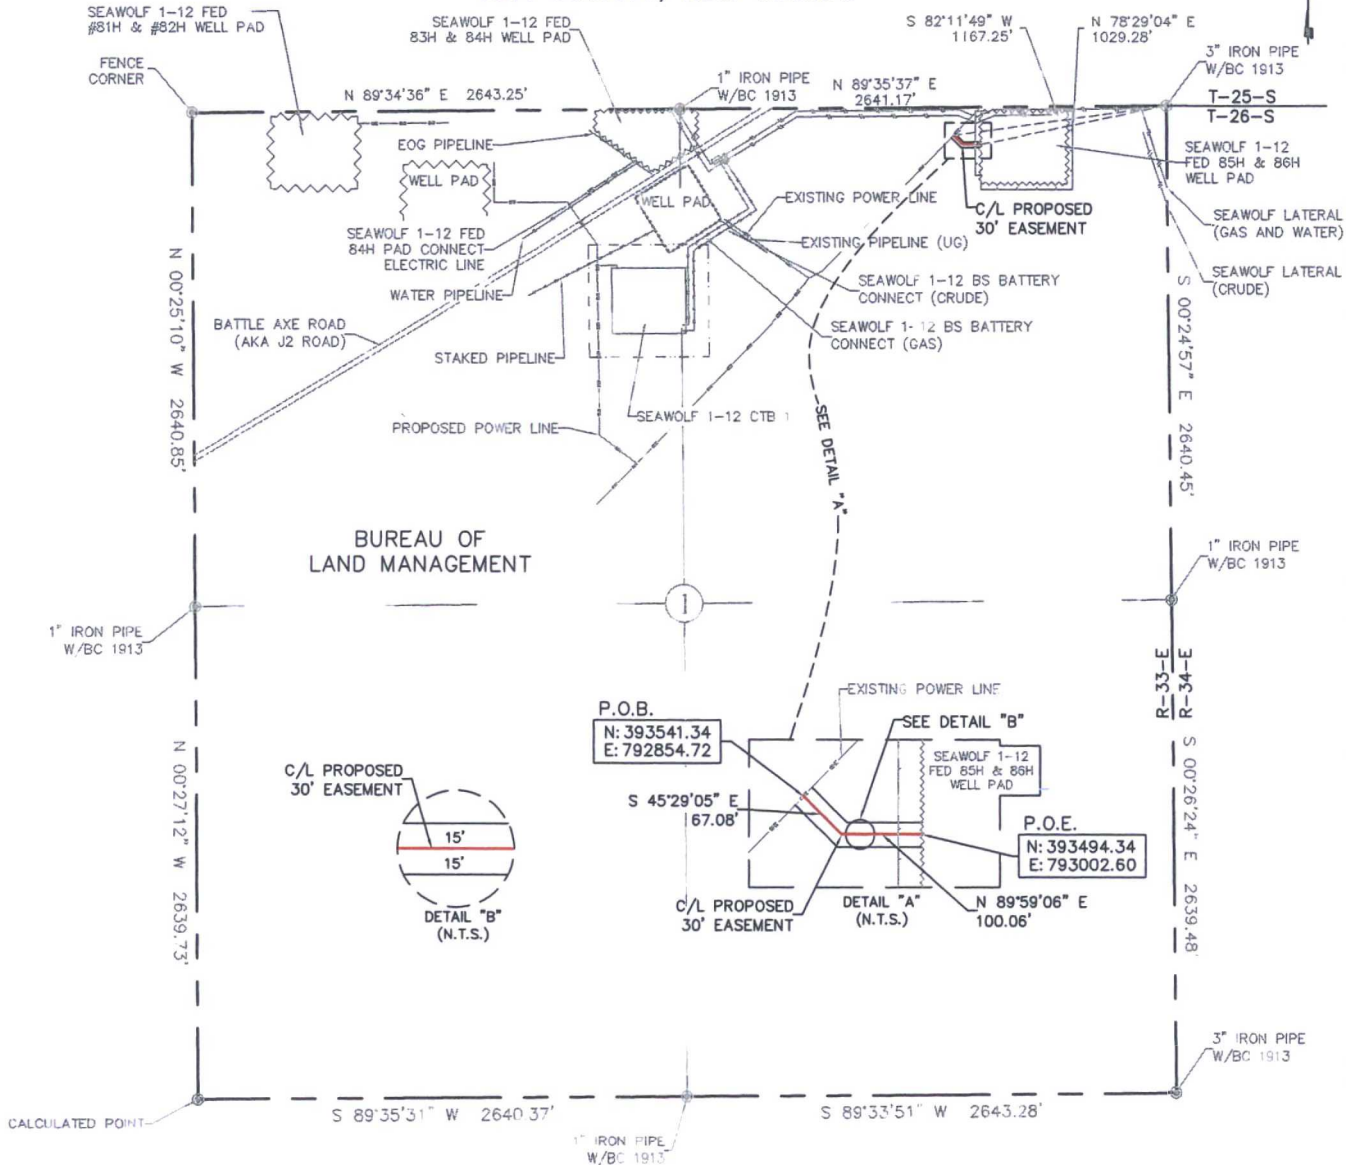 SEAWOLF 1-12 FED
#81H & #82H WELL PAD
SEAWOLF 1-12 FED
83H & 84H WELL PAD
S 82°11'49" W
1167.25'
N 78°29'04" E
1029.28'
FENCE
CORNER
N 89°34'36" E 2643.25'
1" IRON PIPE
W/BC 1913
N 89°35'37" E
2641.17'
3" IRON PIPE
W/BC 1913
T-25-S
T-26-S
EOG PIPELINE
WELL PAD
WELL PAD
EXISTING POWER LINE
C/L PROPOSED
30' EASEMENT
SEAWOLF 1-12
FED 85H & 86H
WELL PAD
SEAWOLF 1-12 FED
84H PAD CONNECT
ELECTRIC LINE
EXISTING PIPELINE (UG)
SEAWOLF LATERAL
(GAS AND WATER)
WATER PIPELINE
SEAWOLF 1-12 BS BATTERY
CONNECT (CRUDE)
SEAWOLF LATERAL
(CRUDE)
N 00°25'10" W 2640.85'
BATTLE AXE ROAD
(AKA J2 ROAD)
STAKED PIPELINE
SEAWOLF 1-12 BS BATTERY
CONNECT (GAS)
S 00°24'57" E 2640.45'
PROPOSED POWER LINE
SEAWOLF 1-12 CTB 1
SEE DETAIL "A"
BUREAU OF
LAND MANAGEMENT
1" IRON PIPE
W/BC 1913
1
1" IRON PIPE
W/BC 1913
R-33-E
R-34-E
EXISTING POWER LINE
P.O.B.
N: 393541.34
E: 792854.72
SEE DETAIL "B"
SEAWOLF 1-12
FED 85H & 86H
WELL PAD
N 00°27'12" W 2639.73'
C/L PROPOSED
30' EASEMENT
15'
15'
DETAIL "B"
(N.T.S.)
S 45°29'05" E
67.08'
P.O.E.
N: 393494.34
E: 793002.60
C/L PROPOSED
30' EASEMENT
DETAIL "A"
(N.T.S.)
N 89°59'06" E
100.06'
S 00°26'24" E 2639.48'
3" IRON PIPE
W/BC 1913
CALCULATED POINT
S 89°35'31" W 2640.37'
S 89°33'51" W 2643.28'
1" IRON PIPE
W/BC 1913